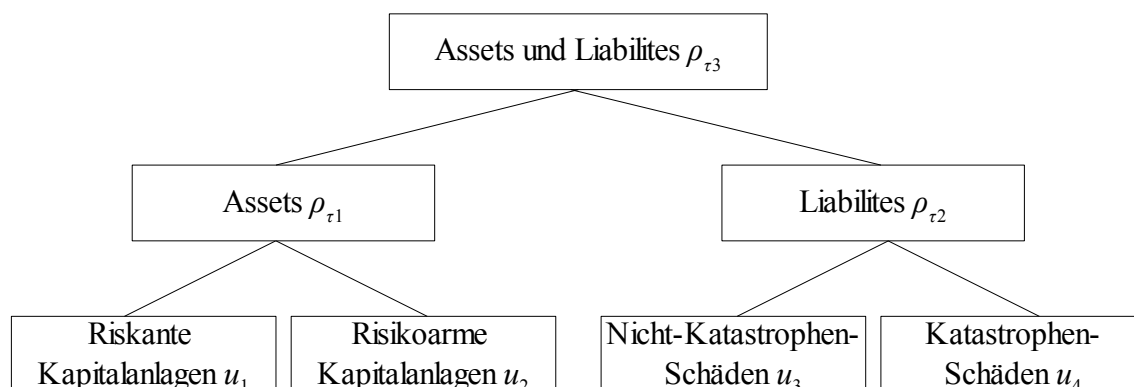 Assets und Liabilites ρτ3
Assets ρτ1
Liabilites ρτ2
Riskante
Kapitalanlagen u1
Risikoarme
Kapitalanlagen u2
Nicht-Katastrophen-
Schäden u3
Katastrophen-
Schäden u4